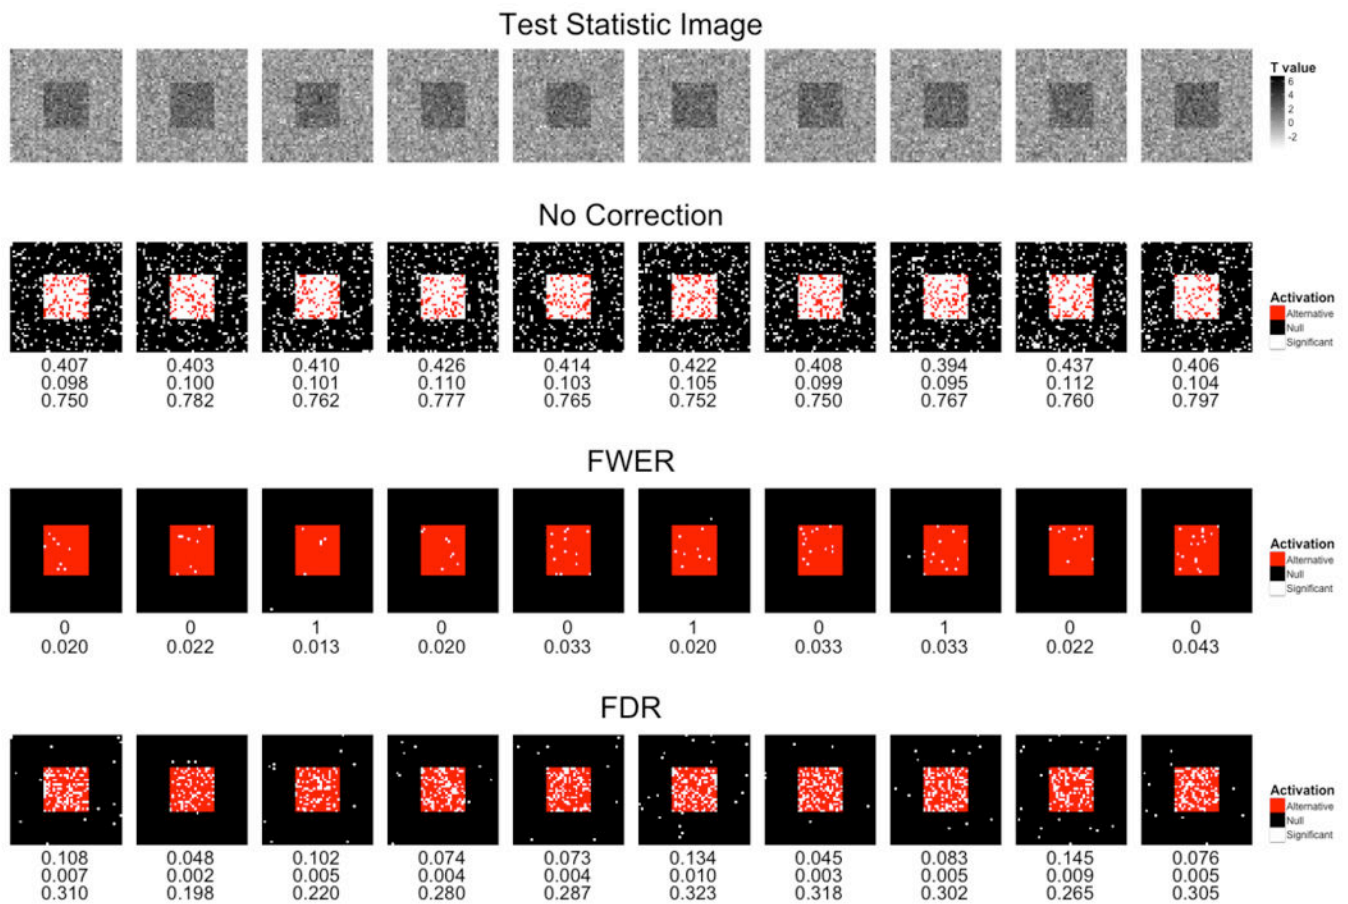 Test Statistic Image
T value
6
4
2
0
-2
No Correction
Activation
Alternative
Null
Significant
0.407 0.403 0.410 0.426 0.414 0.422 0.408 0.394 0.437 0.406
0.098 0.100 0.101 0.110 0.103 0.105 0.099 0.095 0.112 0.104
0.750 0.782 0.762 0.777 0.765 0.752 0.750 0.767 0.760 0.797
FWER
Activation
Alternative
Null
Significant
0 0 1 0 0 1 0 1 0 0
0.020 0.022 0.013 0.020 0.033 0.020 0.033 0.033 0.022 0.043
FDR
Activation
Alternative
Null
Significant
0.108 0.048 0.102 0.074 0.073 0.134 0.045 0.083 0.145 0.076
0.007 0.002 0.005 0.004 0.004 0.010 0.003 0.005 0.009 0.005
0.310 0.198 0.220 0.280 0.287 0.323 0.318 0.302 0.265 0.305